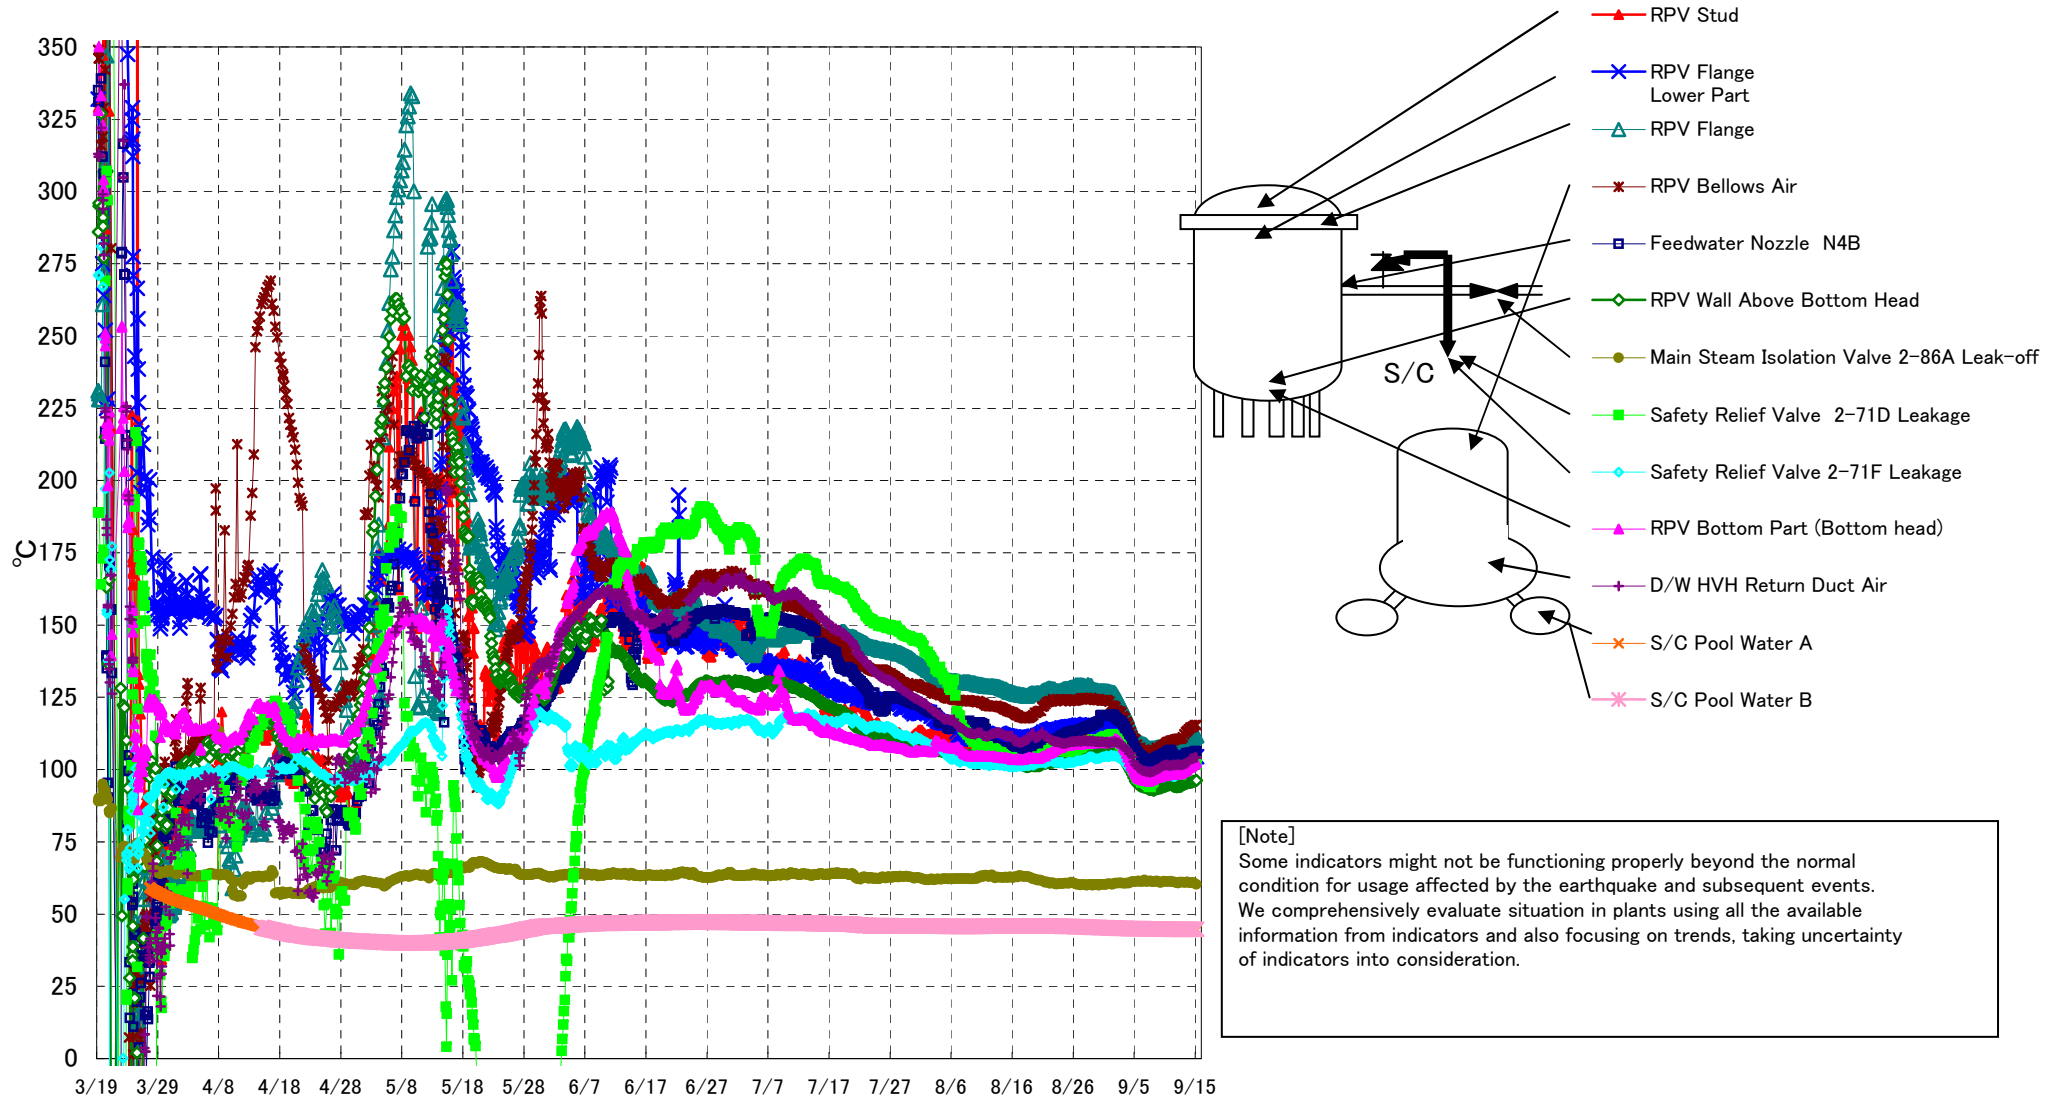 350
325
300
275
250
225
200
175
150
125
100
75
50
25
0
℃
3/19 3/29 4/8 4/18 4/28 5/8 5/18 5/28 6/7 6/17 6/27 7/7 7/17 7/27 8/6 8/16 8/26 9/5 9/15
RPV Stud
RPV Flange
Lower Part
RPV Flange
RPV Bellows Air
Feedwater Nozzle N4B
RPV Wall Above Bottom Head
Main Steam Isolation Valve 2-86A Leak-off
Safety Relief Valve 2-71D Leakage
Safety Relief Valve 2-71F Leakage
RPV Bottom Part (Bottom head)
D/W HVH Return Duct Air
S/C Pool Water A
S/C Pool Water B
S/C
[Note]
Some indicators might not be functioning properly beyond the normal
condition for usage affected by the earthquake and subsequent events.
We comprehensively evaluate situation in plants using all the available
information from indicators and also focusing on trends, taking uncertainty
of indicators into consideration.